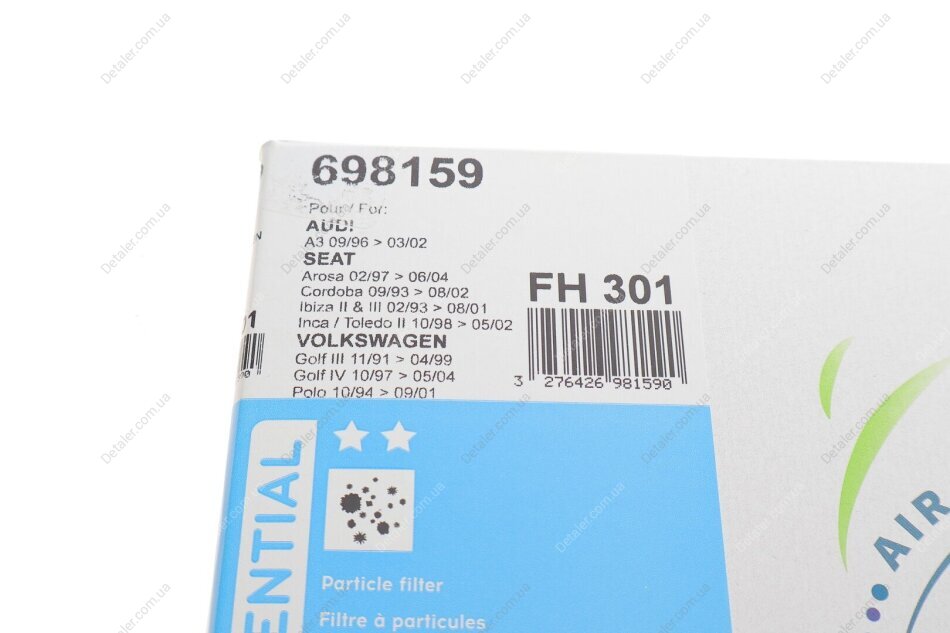 698159
Pour/ For:
AUDI
A3 09/96 > 03/02
SEAT
Arosa 02/97 > 06/04
Cordoba 09/93 > 08/02
Ibiza II & III 02/93 > 08/01
Inca / Toledo II 10/98 > 05/02
VOLKSWAGEN
Golf III 11/91 > 04/99
Golf IV 10/97 > 05/04
Polo 10/94 > 09/01
FH 301
3 276426 981590
ENTIAL
Particle filter
Filtre à particules
AIR
Detaler.com.ua